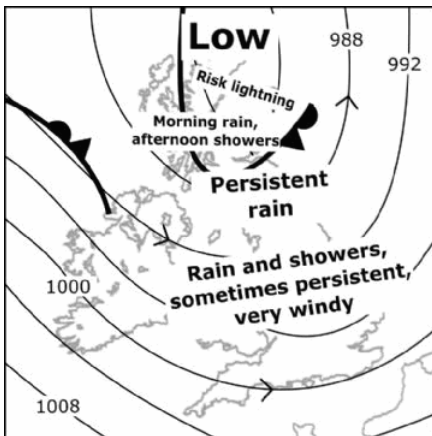 Low
988
992
Risk lightning
Morning rain,
afternoon showers
Persistent
rain
Rain and showers,
sometimes persistent,
very windy
1000
1008